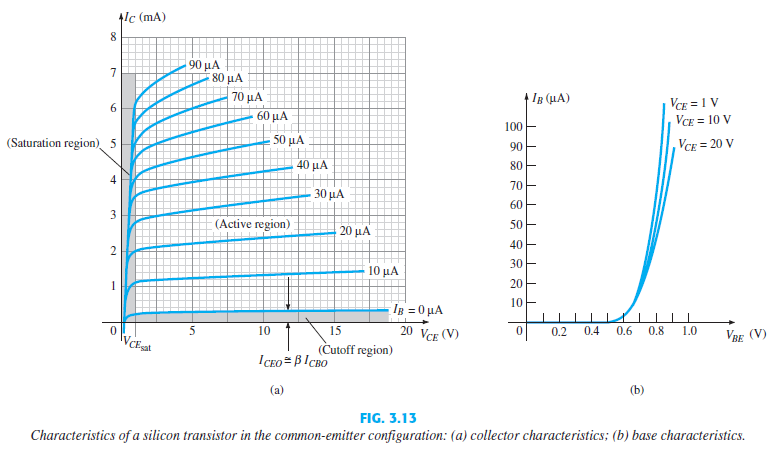 I_C (mA)
8
7
6
5
4
3
2
1
0
(Saturation region)
90 μA
80 μA
70 μA
60 μA
50 μA
40 μA
30 μA
(Active region)
20 μA
10 μA
I_B = 0 μA
5
10
15
20
V_CE (V)
V_CEsat
(Cutoff region)
I_CEO ≅ β I_CBO
(a)
I_B (μA)
V_CE = 1 V
V_CE = 10 V
V_CE = 20 V
100
90
80
70
60
50
40
30
20
10
0
0.2
0.4
0.6
0.8
1.0
V_BE (V)
(b)
FIG. 3.13
Characteristics of a silicon transistor in the common-emitter configuration: (a) collector characteristics; (b) base characteristics.